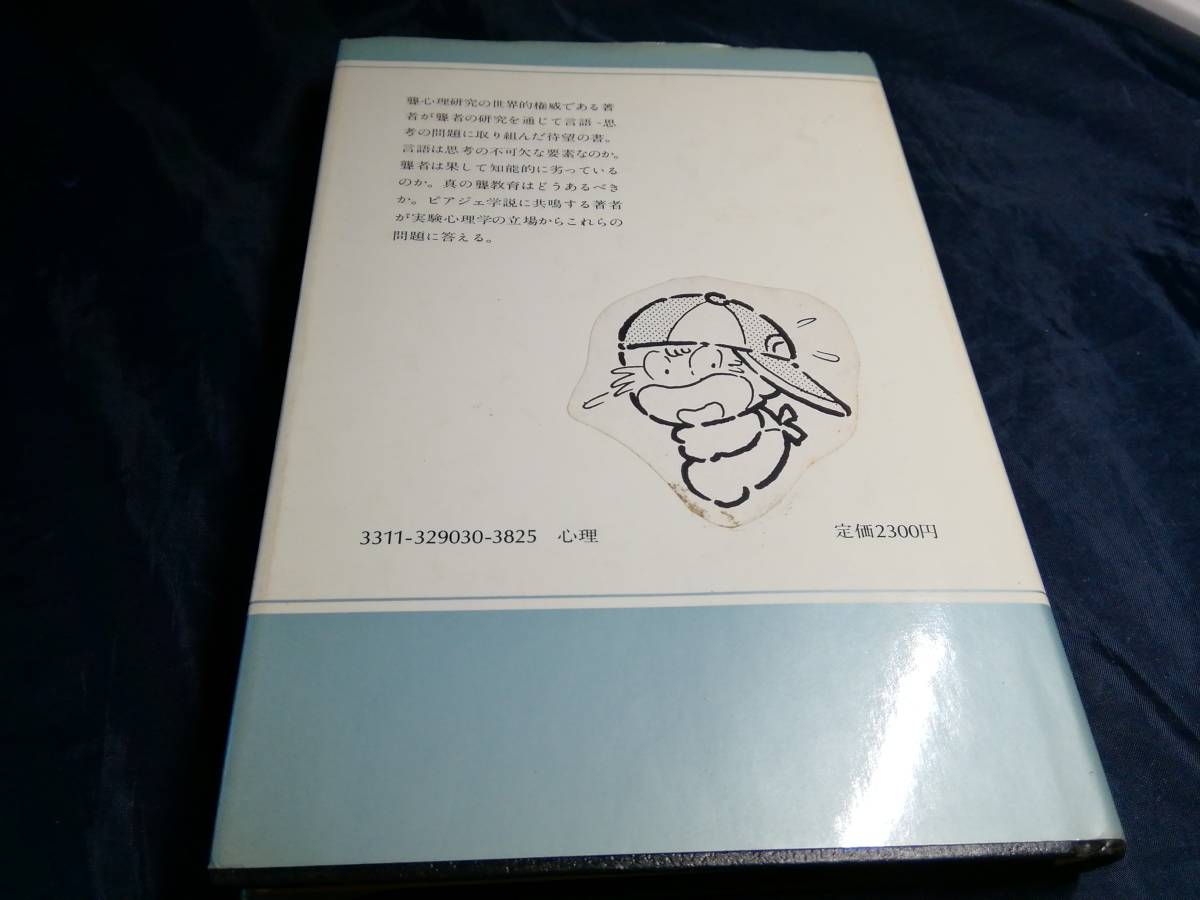 聾心理研究の世界的権威である著
者が聾者の研究を通じて言語-思
考の問題に取り組んだ待望の書。
言語は思考の不可欠な要素なのか。
聾者は果して知能的に劣っている
のか。真の聾教育はどうあるべき
か。ピアジェ学説に共鳴する著者
が実験心理学の立場からこれらの
問題に答える。
3311-329030-3825 心理
定価2300円